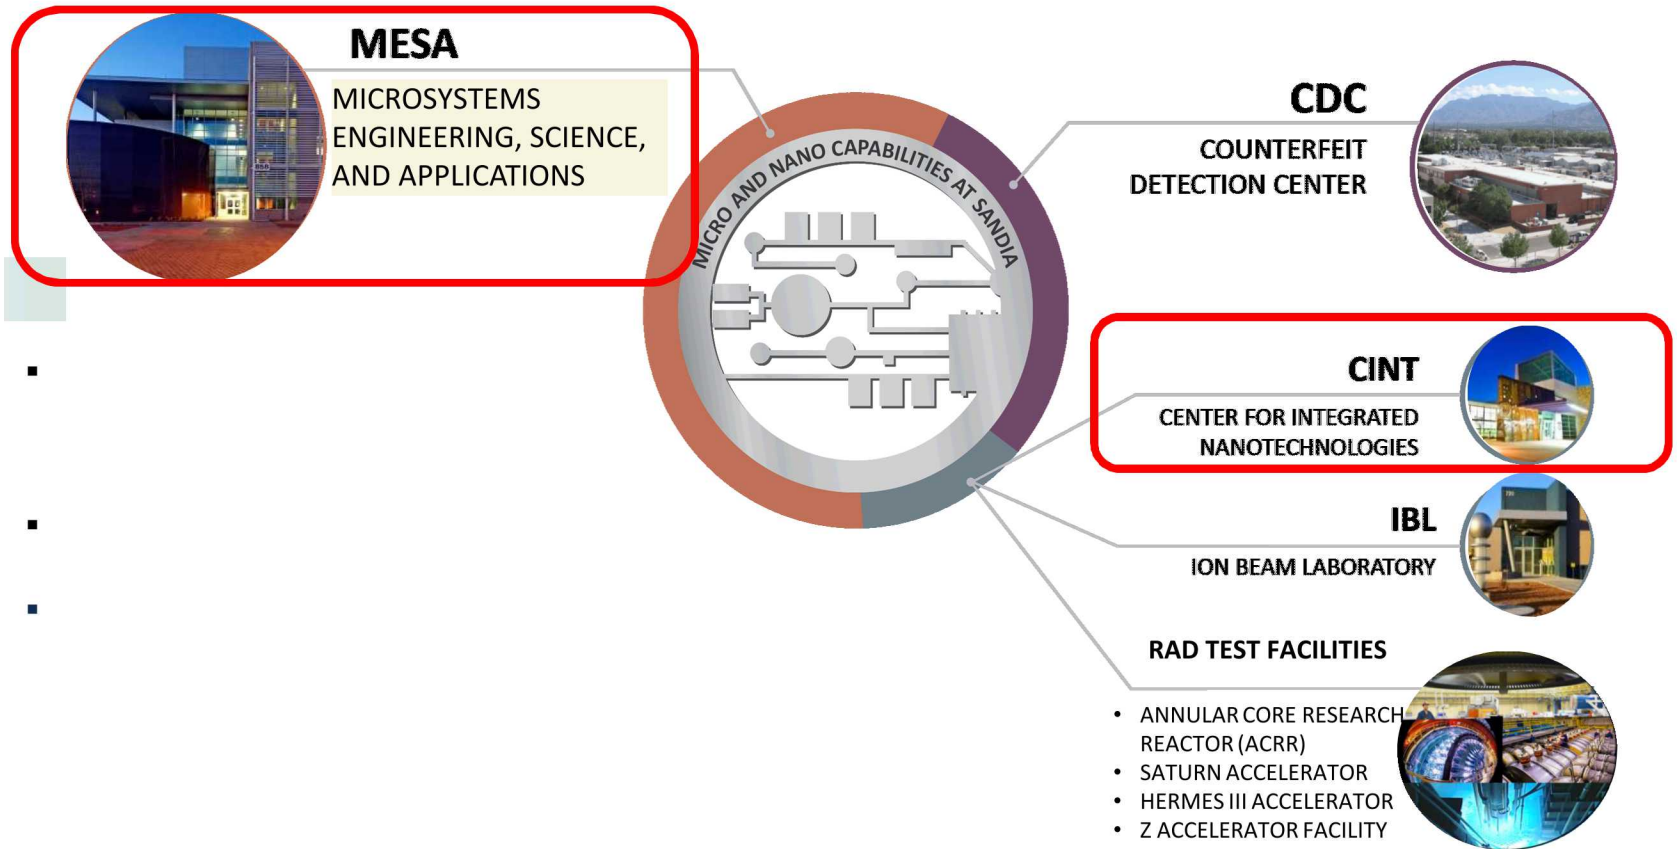 MESA
MICROSYSTEMS
ENGINEERING, SCIENCE,
AND APPLICATIONS
MICRO AND NANO CAPABILITIES AT SANDIA
CDC
COUNTERFEIT
DETECTION CENTER
CINT
CENTER FOR INTEGRATED
NANOTECHNOLOGIES
IBL
ION BEAM LABORATORY
RAD TEST FACILITIES
• ANNULAR CORE RESEARCH
REACTOR (ACRR)
• SATURN ACCELERATOR
• HERMES III ACCELERATOR
• Z ACCELERATOR FACILITY